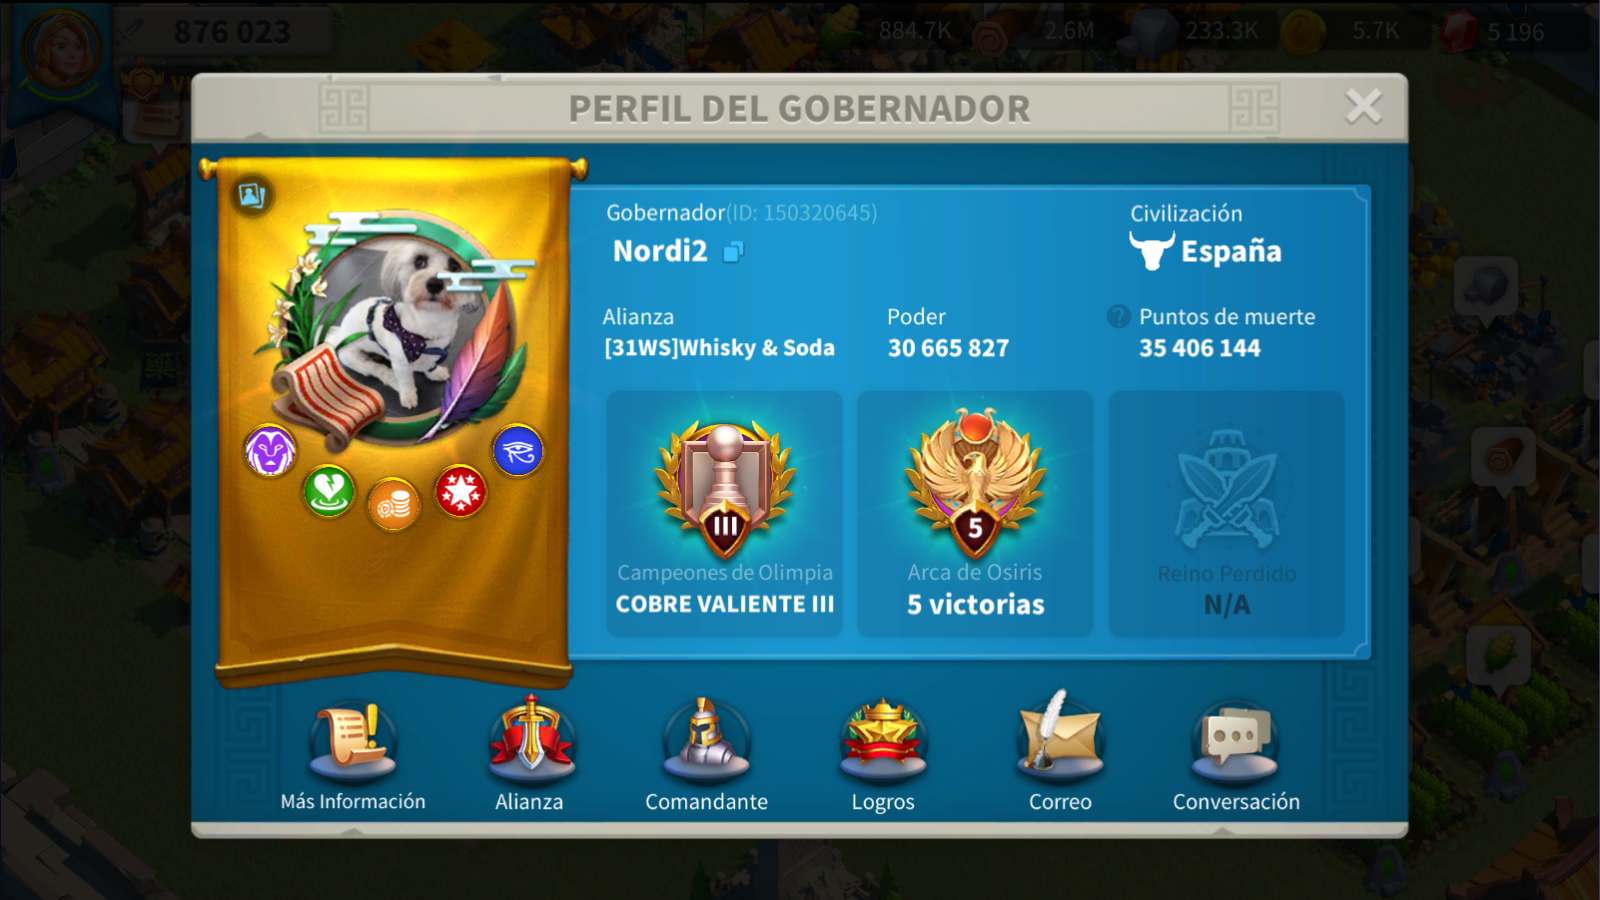 876 023
884.7K
2.6M
233.3K
5.7K
5 196
PERFIL DEL GOBERNADOR
Gobernador(ID: 150320645)
Nordi2
Civilización
España
Alianza
[31WS]Whisky & Soda
Poder
30 665 827
? Puntos de muerte
35 406 144
III
Campeones de Olimpia
COBRE VALIENTE III
5
Arca de Osiris
5 victorias
Reino Perdido
N/A
Más Información
Alianza
Comandante
Logros
Correo
Conversación